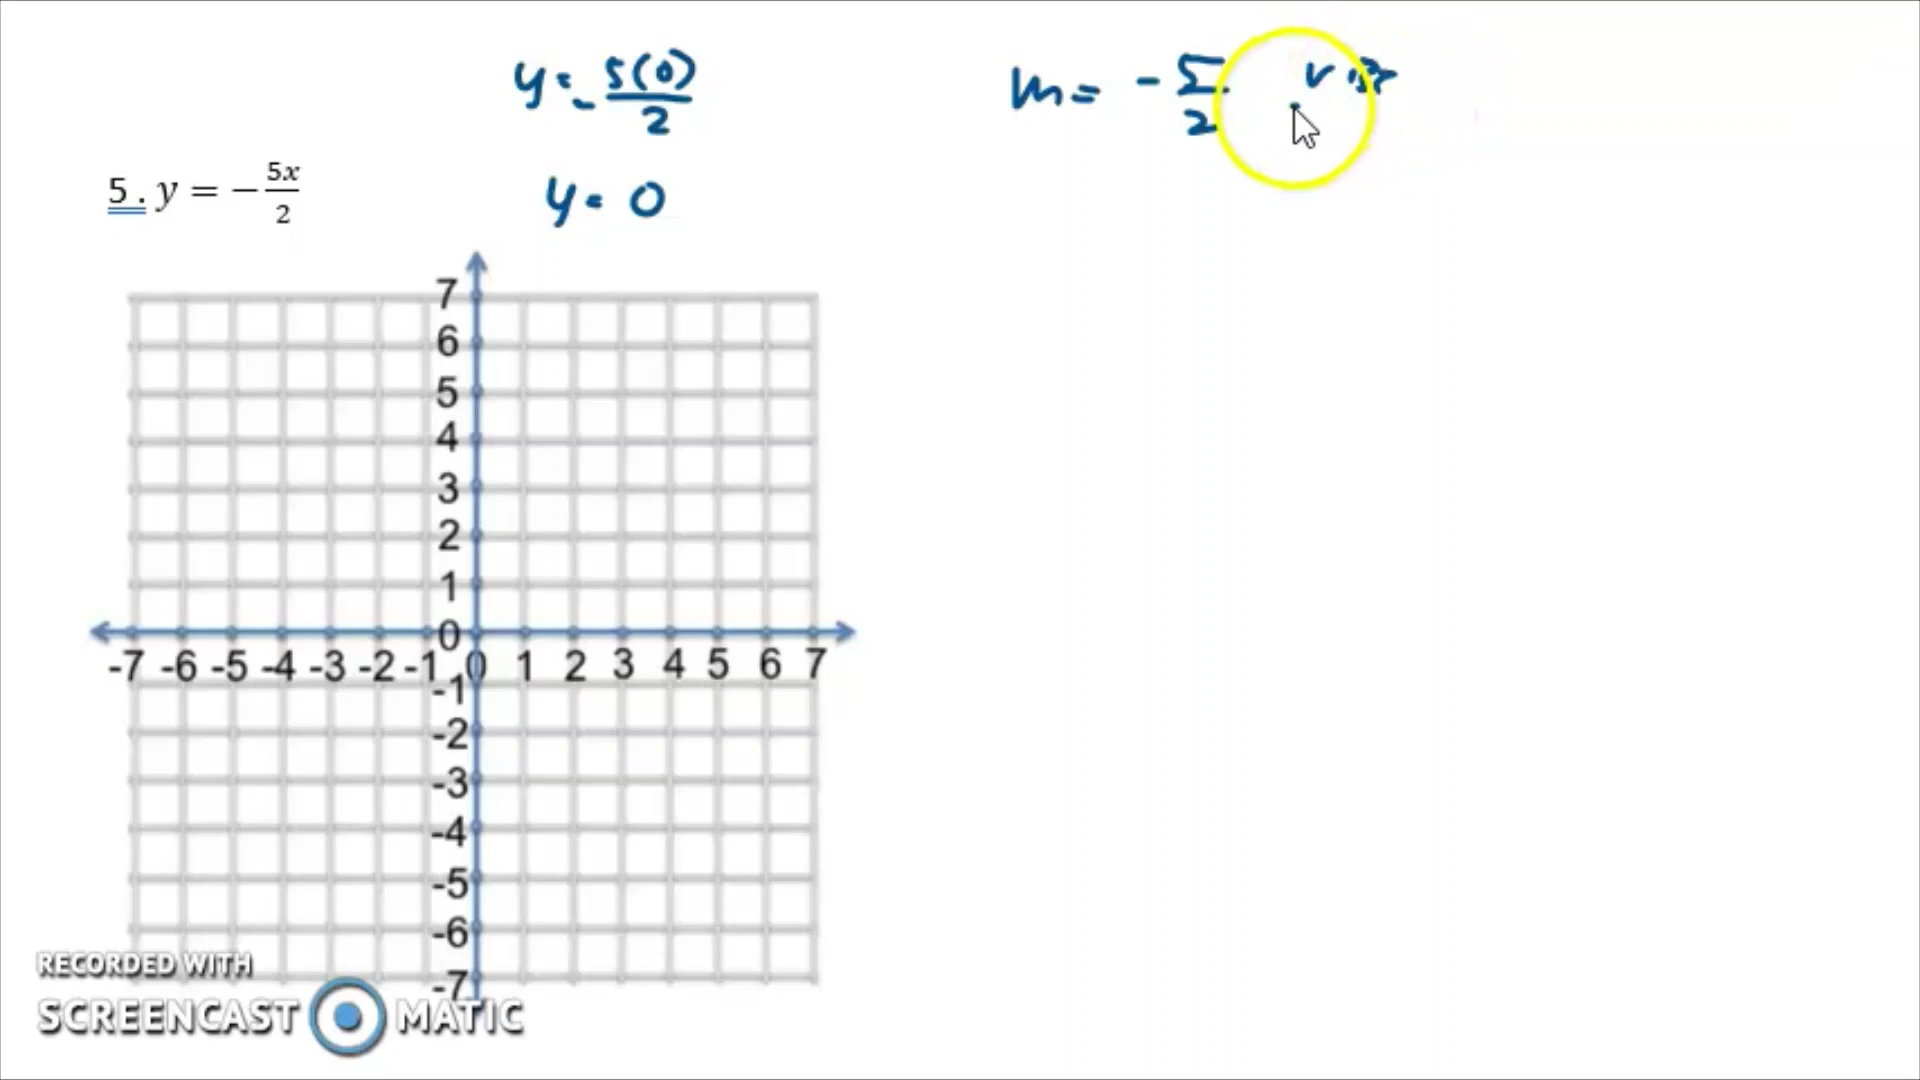 y = - 5(0)/2
m = - 5/2 rise
5. y = - 5x/2
y = 0
7
6
5
4
3
2
1
0
-7 -6 -5 -4 -3 -2 -1 0 1 2 3 4 5 6 7
-1
-2
-3
-4
-5
-6
-7
RECORDED WITH
SCREENCAST MATIC